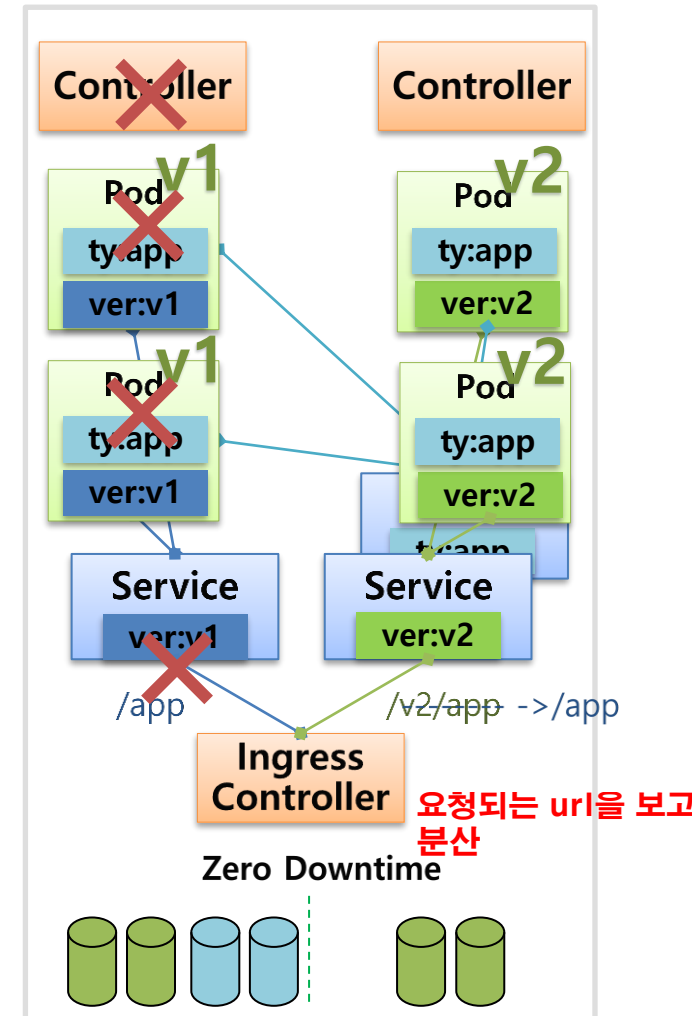 Controller
Controller
v1
Pod
ty:app
ver:v1
v2
Pod
ty:app
ver:v2
v1
Pod
ty:app
ver:v1
v2
Pod
ty:app
ver:v2
ty:app
Service
ver:v1
Service
ver:v2
/app
/v2/app ->/app
Ingress
Controller
요청되는 url을 보고
분산
Zero Downtime